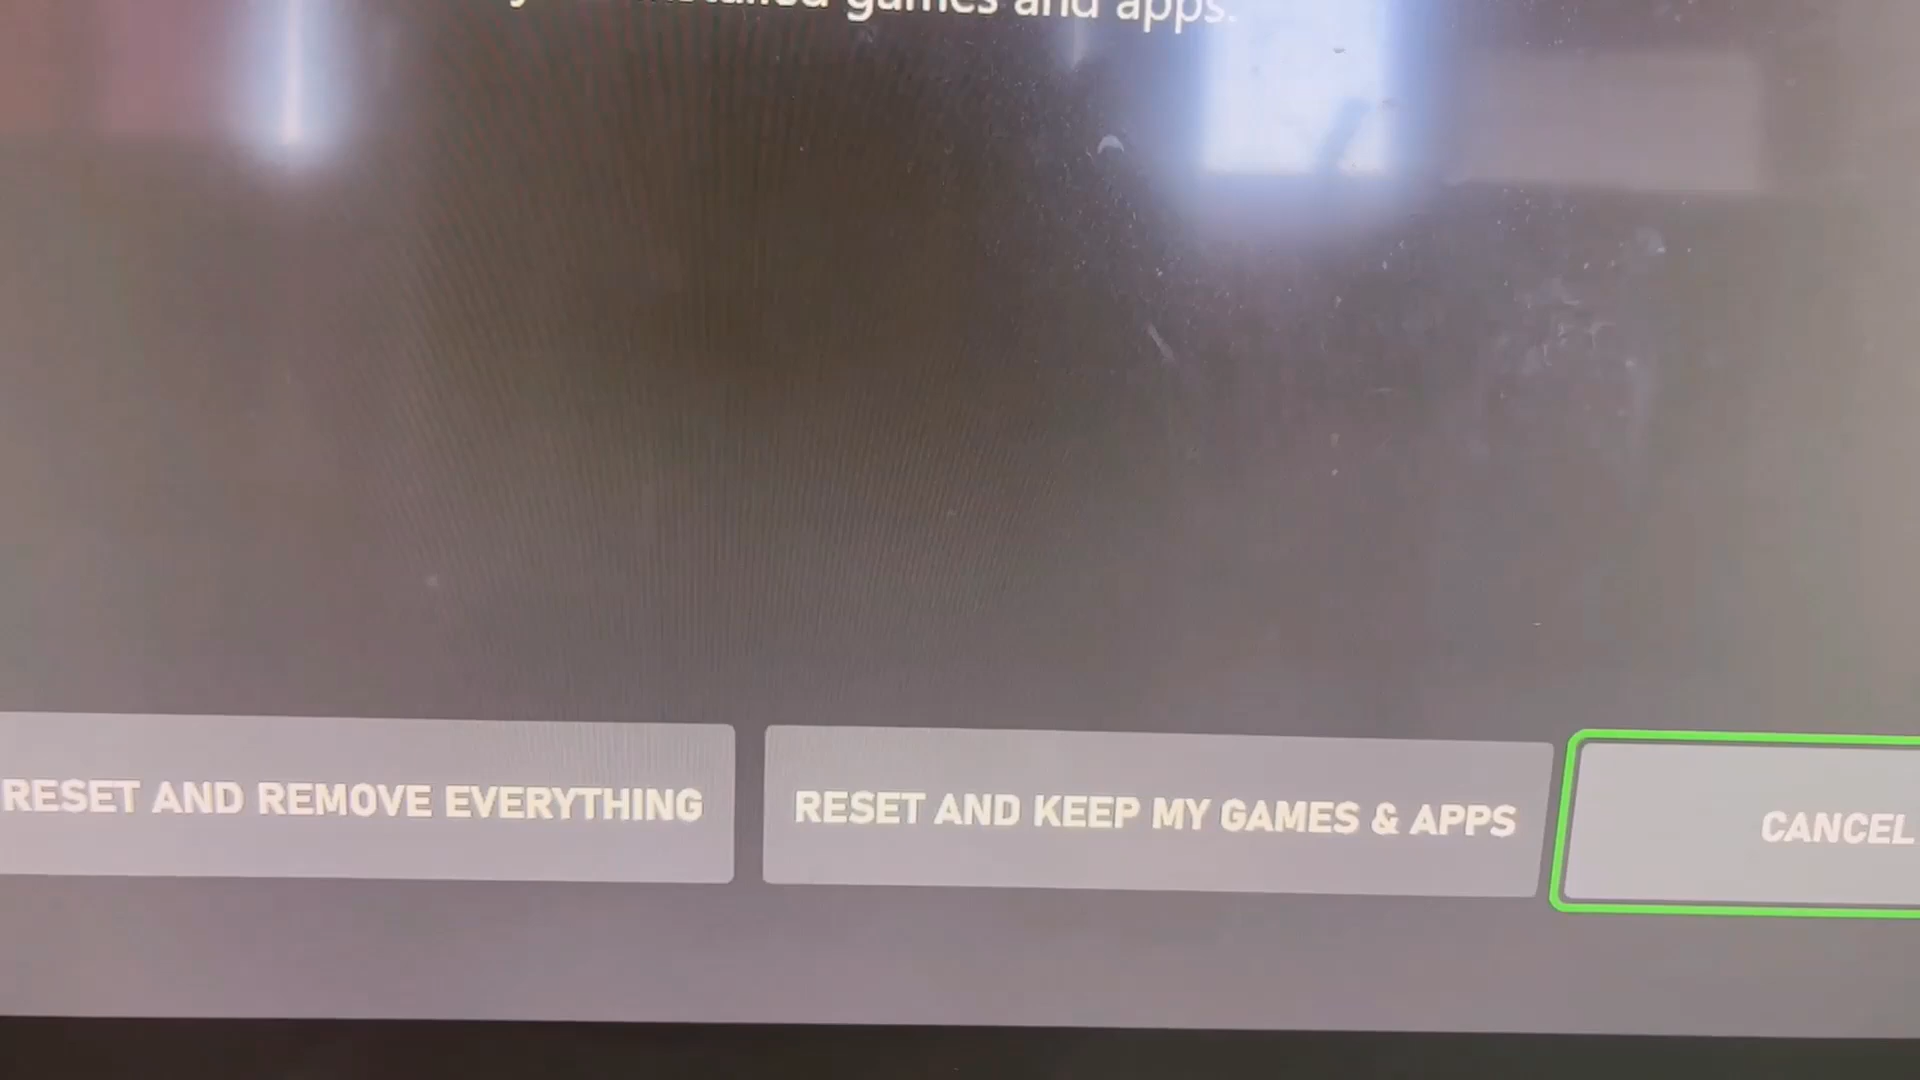 games and apps.
RESET AND REMOVE EVERYTHING
RESET AND KEEP MY GAMES & APPS
CANCEL